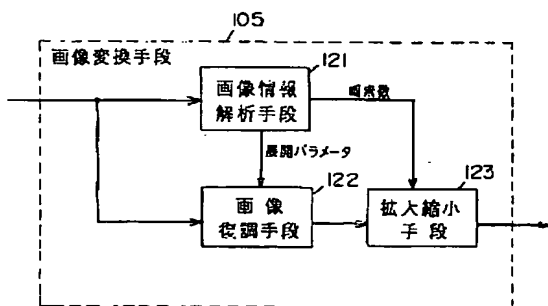 105
画像変換手段
121
画像情報
解析手段
画素数
展開パラメータ
122
画像
復調手段
123
拡大縮小
手段